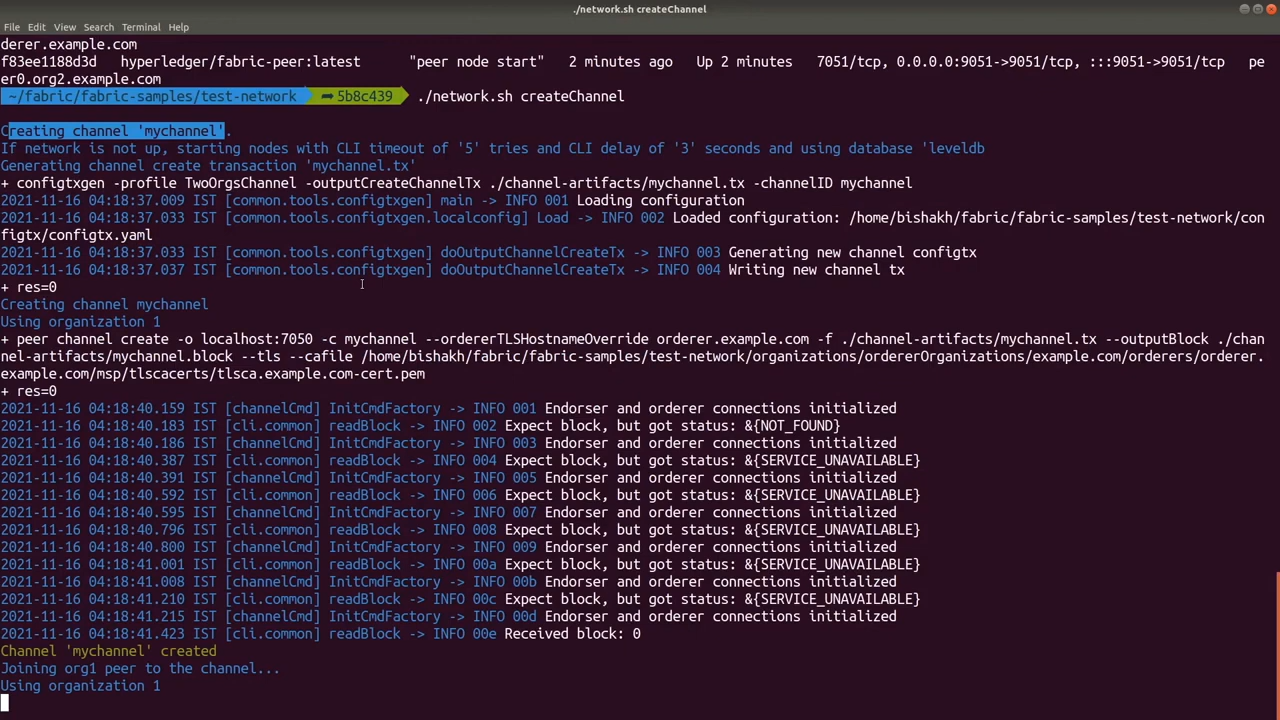 ./network.sh createChannel
File Edit View Search Terminal Help
derer.example.com
f83ee1188d3d   hyperledger/fabric-peer:latest      "peer node start"   2 minutes ago   Up 2 minutes   7051/tcp, 0.0.0.0:9051->9051/tcp, :::9051->9051/tcp   pe
er0.org2.example.com
~/fabric/fabric-samples/test-network ➦ 5b8c439 ./network.sh createChannel
Creating channel 'mychannel'.
If network is not up, starting nodes with CLI timeout of '5' tries and CLI delay of '3' seconds and using database 'leveldb
Generating channel create transaction 'mychannel.tx'
+ configtxgen -profile TwoOrgsChannel -outputCreateChannelTx ./channel-artifacts/mychannel.tx -channelID mychannel
2021-11-16 04:18:37.009 IST [common.tools.configtxgen] main -> INFO 001 Loading configuration
2021-11-16 04:18:37.033 IST [common.tools.configtxgen.localconfig] Load -> INFO 002 Loaded configuration: /home/bishakh/fabric/fabric-samples/test-network/con
figtx/configtx.yaml
2021-11-16 04:18:37.033 IST [common.tools.configtxgen] doOutputChannelCreateTx -> INFO 003 Generating new channel configtx
2021-11-16 04:18:37.037 IST [common.tools.configtxgen] doOutputChannelCreateTx -> INFO 004 Writing new channel tx
+ res=0
Creating channel mychannel
Using organization 1
+ peer channel create -o localhost:7050 -c mychannel --ordererTLSHostnameOverride orderer.example.com -f ./channel-artifacts/mychannel.tx --outputBlock ./chan
nel-artifacts/mychannel.block --tls --cafile /home/bishakh/fabric/fabric-samples/test-network/organizations/ordererOrganizations/example.com/orderers/orderer.
example.com/msp/tlscacerts/tlsca.example.com-cert.pem
+ res=0
2021-11-16 04:18:40.159 IST [channelCmd] InitCmdFactory -> INFO 001 Endorser and orderer connections initialized
2021-11-16 04:18:40.183 IST [cli.common] readBlock -> INFO 002 Expect block, but got status: &{NOT_FOUND}
2021-11-16 04:18:40.186 IST [channelCmd] InitCmdFactory -> INFO 003 Endorser and orderer connections initialized
2021-11-16 04:18:40.387 IST [cli.common] readBlock -> INFO 004 Expect block, but got status: &{SERVICE_UNAVAILABLE}
2021-11-16 04:18:40.391 IST [channelCmd] InitCmdFactory -> INFO 005 Endorser and orderer connections initialized
2021-11-16 04:18:40.592 IST [cli.common] readBlock -> INFO 006 Expect block, but got status: &{SERVICE_UNAVAILABLE}
2021-11-16 04:18:40.595 IST [channelCmd] InitCmdFactory -> INFO 007 Endorser and orderer connections initialized
2021-11-16 04:18:40.796 IST [cli.common] readBlock -> INFO 008 Expect block, but got status: &{SERVICE_UNAVAILABLE}
2021-11-16 04:18:40.800 IST [channelCmd] InitCmdFactory -> INFO 009 Endorser and orderer connections initialized
2021-11-16 04:18:41.001 IST [cli.common] readBlock -> INFO 00a Expect block, but got status: &{SERVICE_UNAVAILABLE}
2021-11-16 04:18:41.008 IST [channelCmd] InitCmdFactory -> INFO 00b Endorser and orderer connections initialized
2021-11-16 04:18:41.210 IST [cli.common] readBlock -> INFO 00c Expect block, but got status: &{SERVICE_UNAVAILABLE}
2021-11-16 04:18:41.215 IST [channelCmd] InitCmdFactory -> INFO 00d Endorser and orderer connections initialized
2021-11-16 04:18:41.423 IST [cli.common] readBlock -> INFO 00e Received block: 0
Channel 'mychannel' created
Joining org1 peer to the channel...
Using organization 1